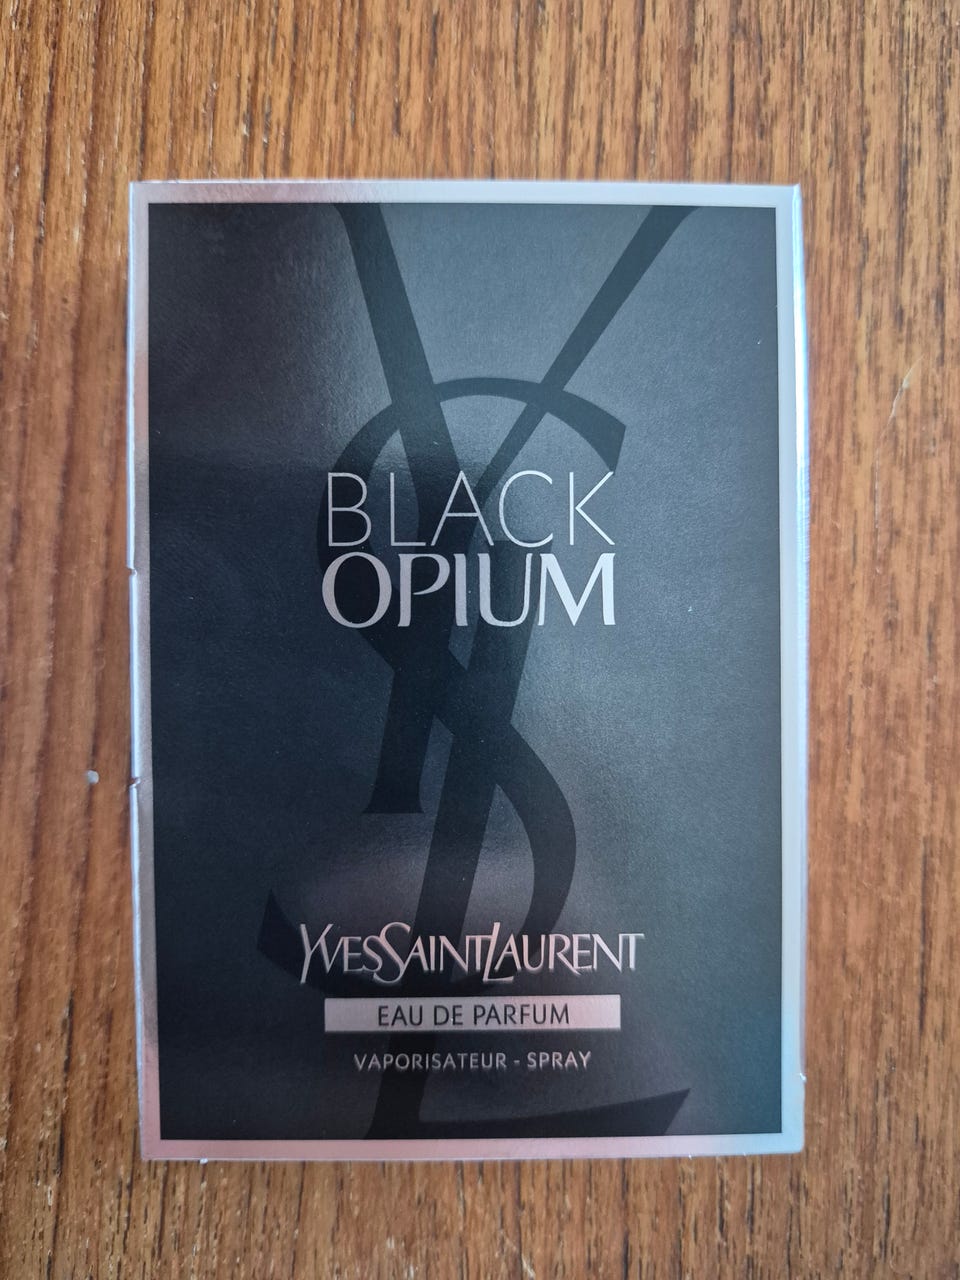 BLACK
OPIUM
YVESSAINTLAURENT
EAU DE PARFUM
VAPORISATEUR - SPRAY